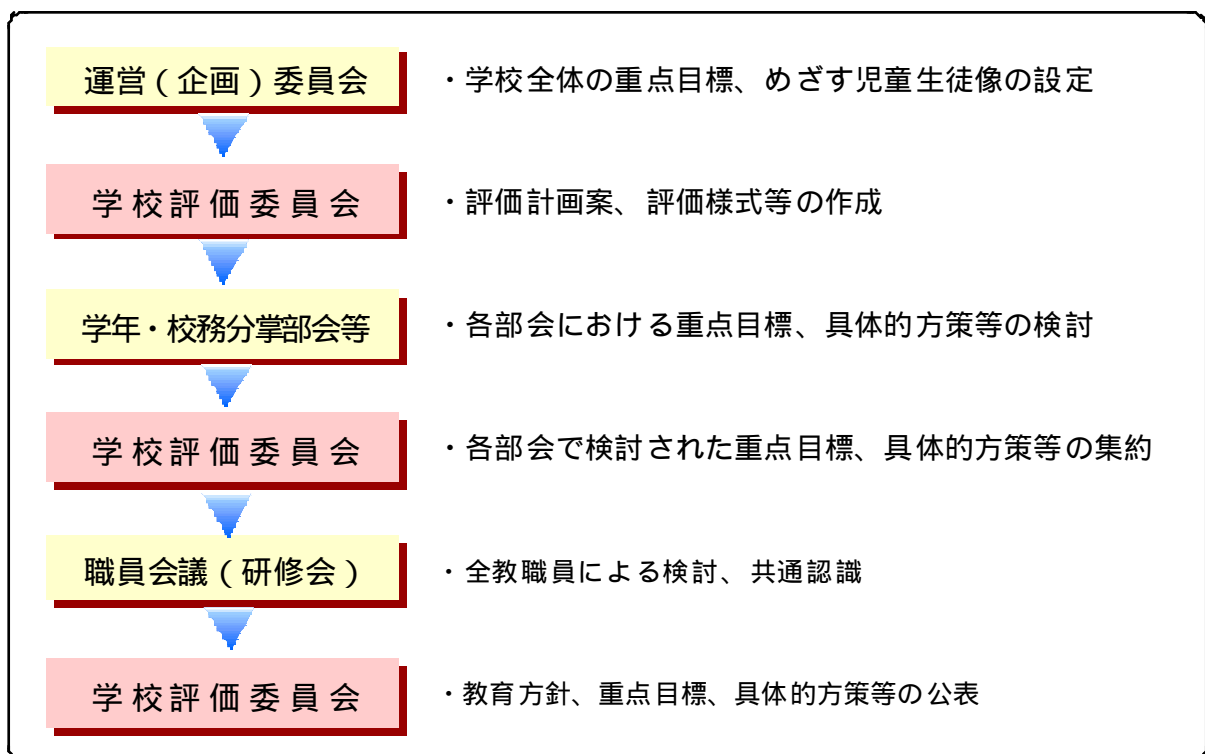 運営（企画）委員会 ・学校全体の重点目標、めざす児童生徒像の設定
学校評価委員会 ・評価計画案、評価様式等の作成
学年・校務分掌部会等 ・各部会における重点目標、具体的方策等の検討
学校評価委員会 ・各部会で検討された重点目標、具体的方策等の集約
職員会議（研修会） ・全教職員による検討、共通認識
学校評価委員会 ・教育方針、重点目標、具体的方策等の公表